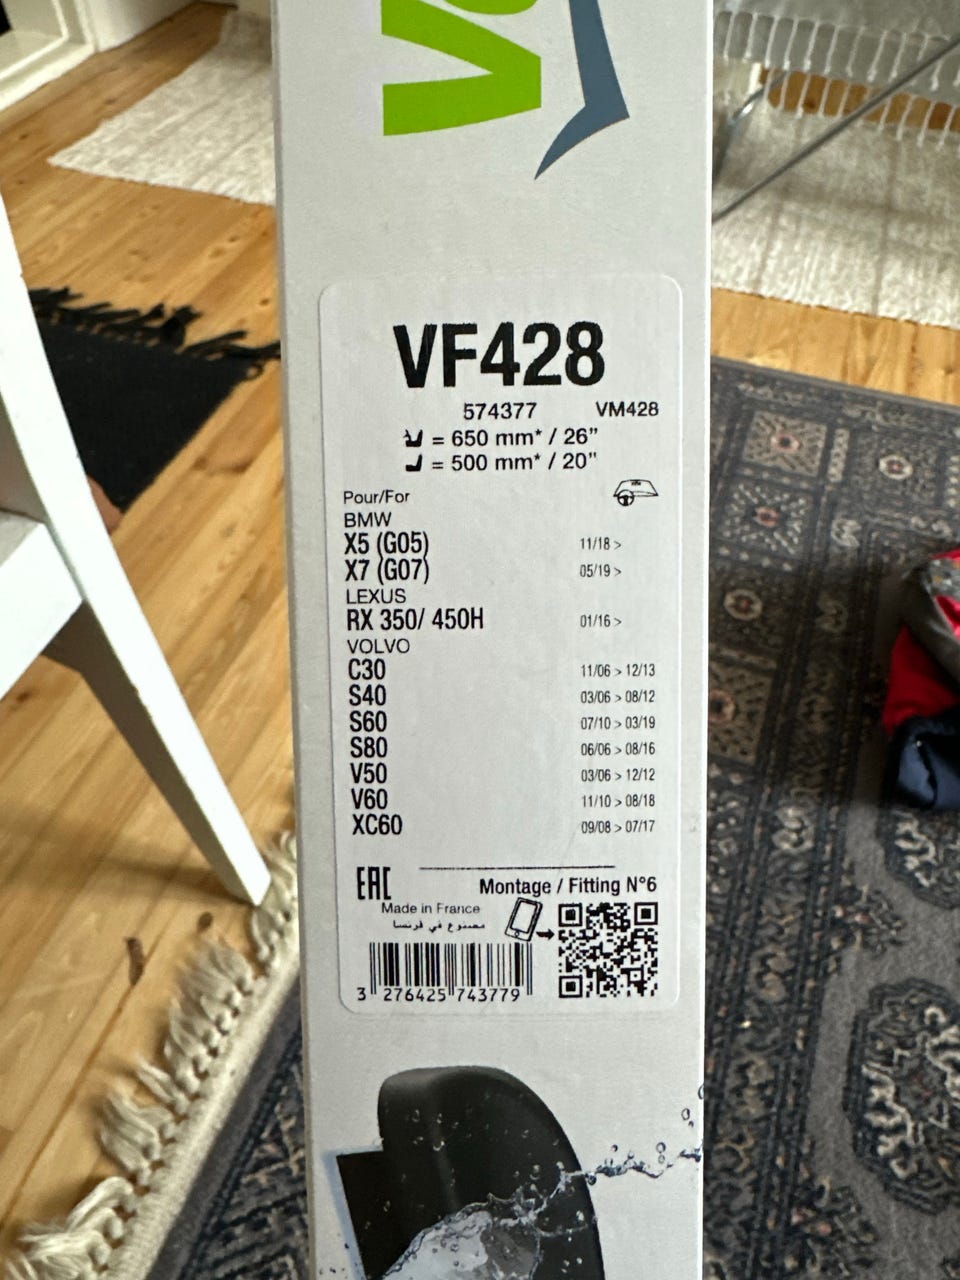 VF428
574377 VM428
= 650 mm* / 26"
= 500 mm* / 20"
Pour/For
BMW
X5 (G05) 11/18 >
X7 (G07) 05/19 >
LEXUS
RX 350/ 450H 01/16 >
VOLVO
C30 11/06 > 12/13
S40 03/06 > 08/12
S60 07/10 > 03/19
S80 06/06 > 08/16
V50 03/06 > 12/12
V60 11/10 > 08/18
XC60 09/08 > 07/17
EAC Montage / Fitting N°6
Made in France
مصنوع في فرنسا
3 276425 743779